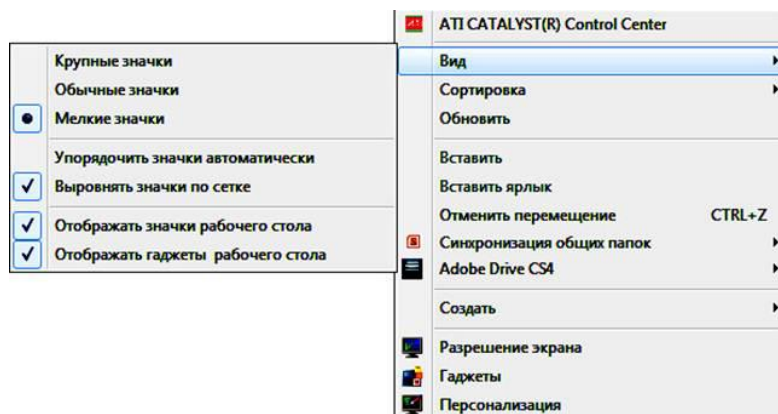 ATI CATALYST(R) Control Center
Вид
Сортировка
Обновить
Вставить
Вставить ярлык
Отменить перемещение CTRL+Z
Синхронизация общих папок
Adobe Drive CS4
Создать
Разрешение экрана
Гаджеты
Персонализация
Крупные значки
Обычные значки
Мелкие значки
Упорядочить значки автоматически
Выровнять значки по сетке
Отображать значки рабочего стола
Отображать гаджеты рабочего стола